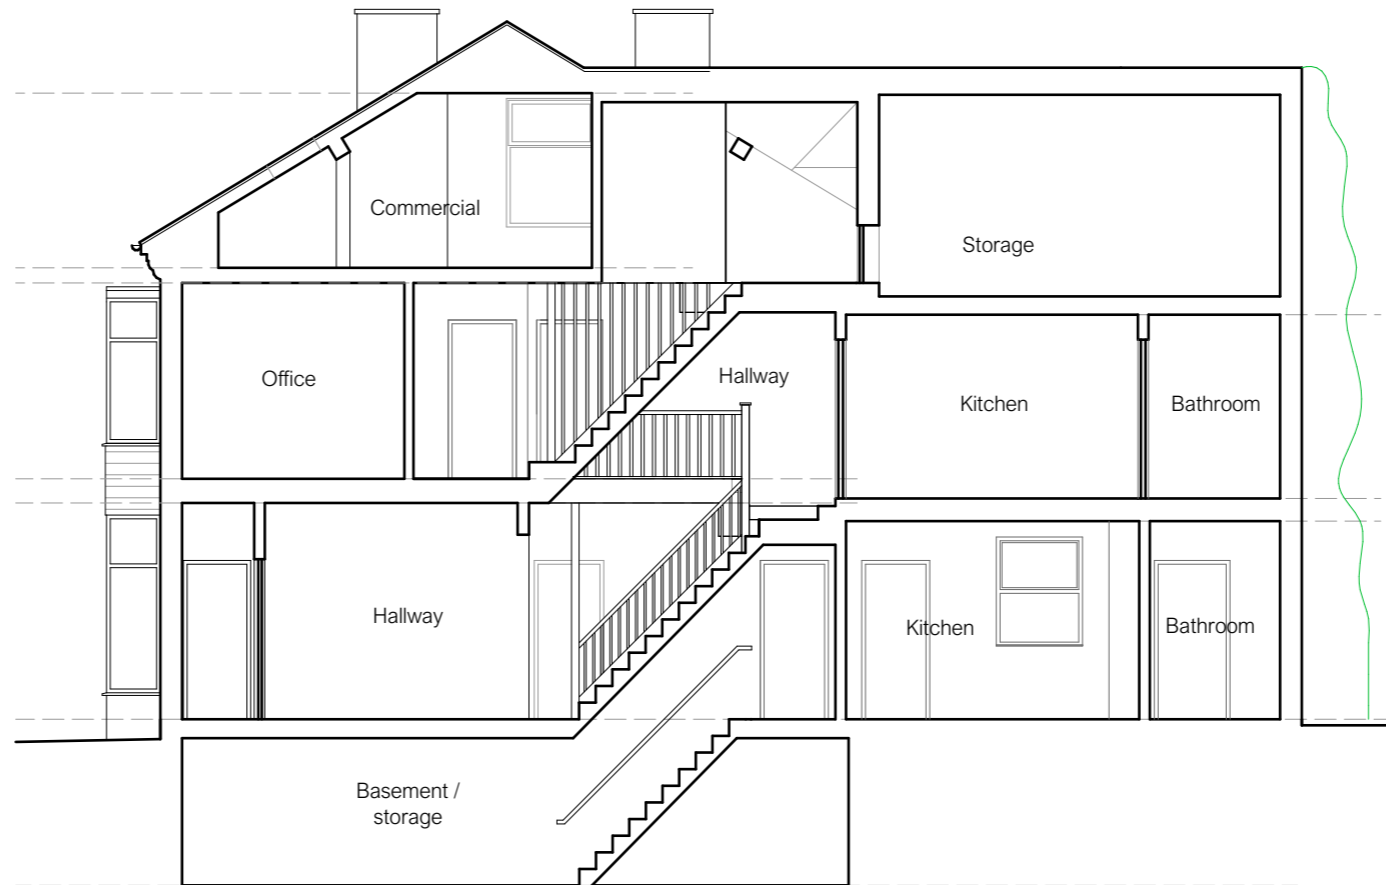 Commercial
Storage
Office
Hallway
Kitchen
Bathroom
Hallway
Kitchen
Bathroom
Basement /
storage